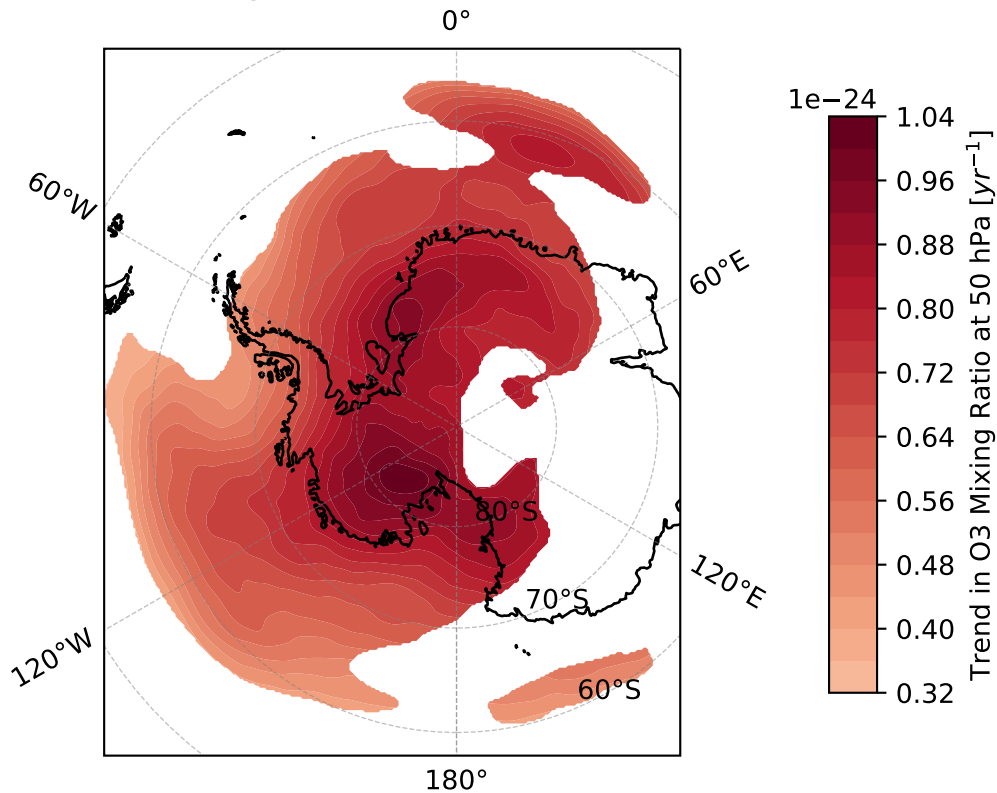 0°
1e−24
1.04
0.96
0.88
0.80
0.72
0.64
0.56
0.48
0.40
0.32
Trend in O3 Mixing Ratio at 50 hPa [yr⁻¹]
60°W
60°E
80°S
70°S
120°E
120°W
60°S
180°